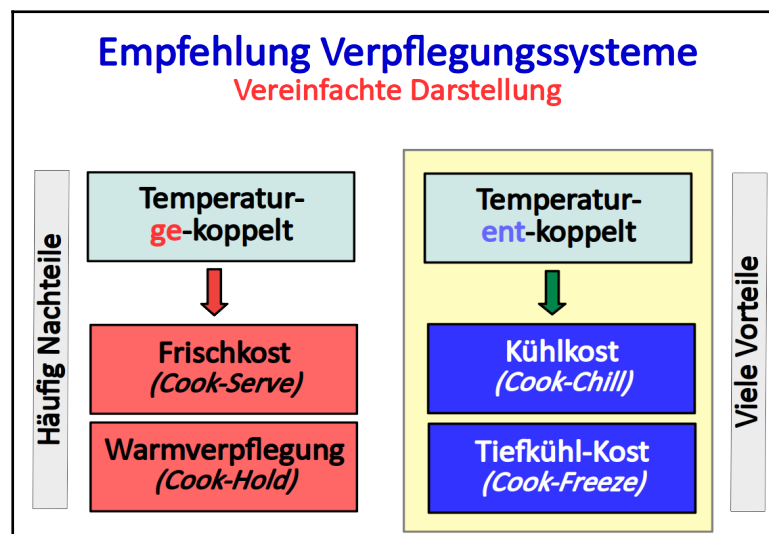 Empfehlung Verpflegungssysteme
Vereinfachte Darstellung
Häufig Nachteile
Temperatur-
ge-koppelt
Frischkost
(Cook-Serve)
Warmverpflegung
(Cook-Hold)
Temperatur-
ent-koppelt
Kühlkost
(Cook-Chill)
Tiefkühl-Kost
(Cook-Freeze)
Viele Vorteile